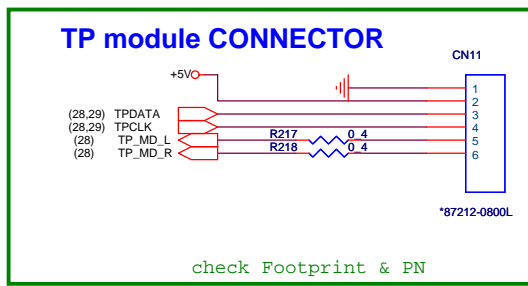 TP module CONNECTOR
CN11
+5V
1
2
(28,29) TPDATA 3
(28,29) TPCLK 4
(28) TP_MD_L R217 0_4 5
(28) TP_MD_R R218 0_4 6
*87212-0800L
check Footprint & PN